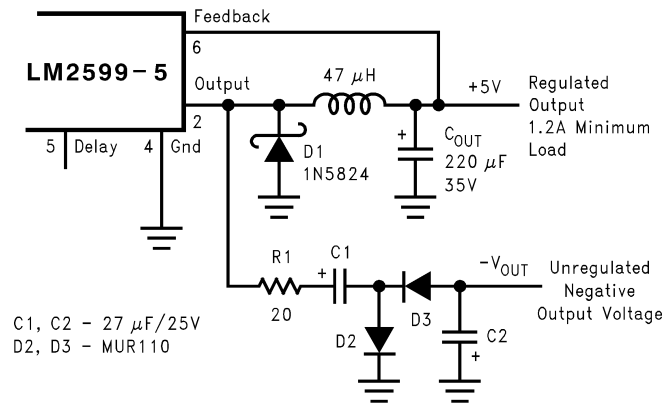 Feedback
6
LM2599-5
Output
2
47 μH
+5V
Regulated
Output
1.2A Minimum
Load
5 Delay
4 Gnd
D1
1N5824
+
COUT
220 μF
35V
R1
20
C1
+
D2
D3
-VOUT
C2
+
Unregulated
Negative
Output Voltage
C1, C2 - 27 μF/25V
D2, D3 - MUR110